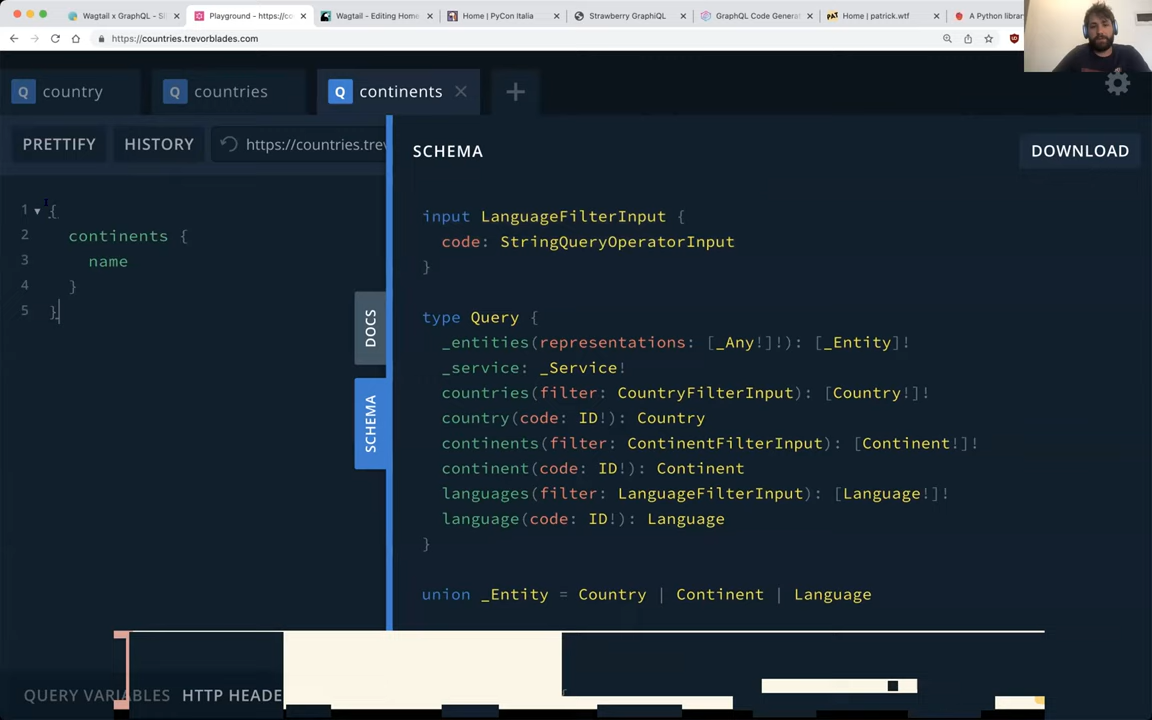 Wagtail x GraphQL - Sl
Playground - https://co
Wagtail - Editing Home
Home | PyCon Italia
Strawberry GraphiQL
GraphQL Code Generat
Home | patrick.wtf
A Python library
https://countries.trevorblades.com
Q country
Q countries
Q continents
PRETTIFY
HISTORY
https://countries.trev
1 {
2 continents {
3 name
4 }
5 }
DOCS
SCHEMA
SCHEMA
DOWNLOAD
input LanguageFilterInput {
code: StringQueryOperatorInput
}
type Query {
_entities(representations: [_Any!]!): [_Entity]!
_service: _Service!
countries(filter: CountryFilterInput): [Country!]!
country(code: ID!): Country
continents(filter: ContinentFilterInput): [Continent!]!
continent(code: ID!): Continent
languages(filter: LanguageFilterInput): [Language!]!
language(code: ID!): Language
}
union _Entity = Country | Continent | Language
QUERY VARIABLES
HTTP HEADE